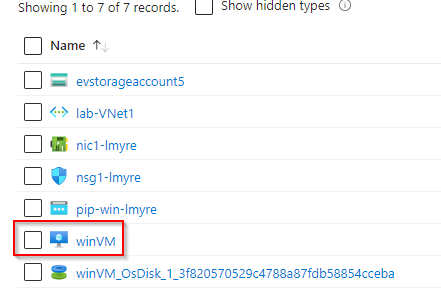 Showing 1 to 7 of 7 records. Show hidden types
Name
evstorageaccount5
lab-VNet1
nic1-lmyre
nsg1-lmyre
pip-win-lmyre
winVM
winVM_OsDisk_1_3f820570529c4788a87fdb58854cceba